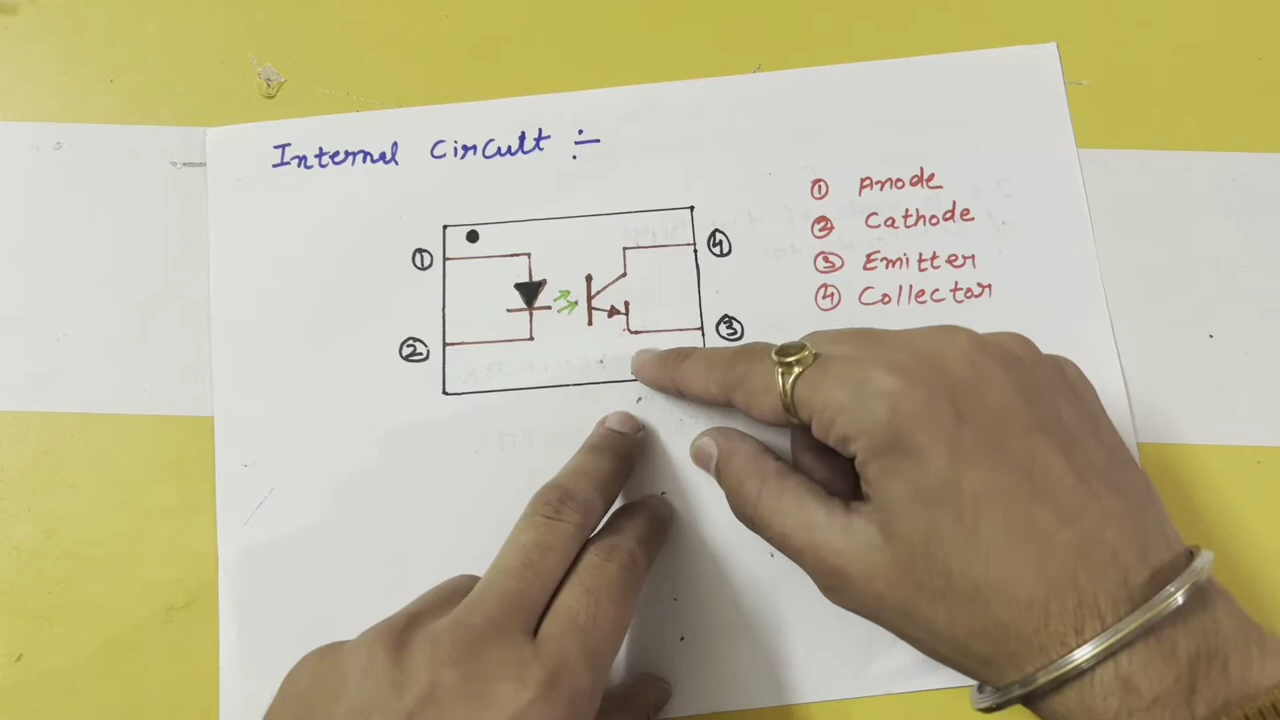 Internal Circuit ÷
① Anode
② Cathode
③ Emitter
④ Collector
①
②
④
③